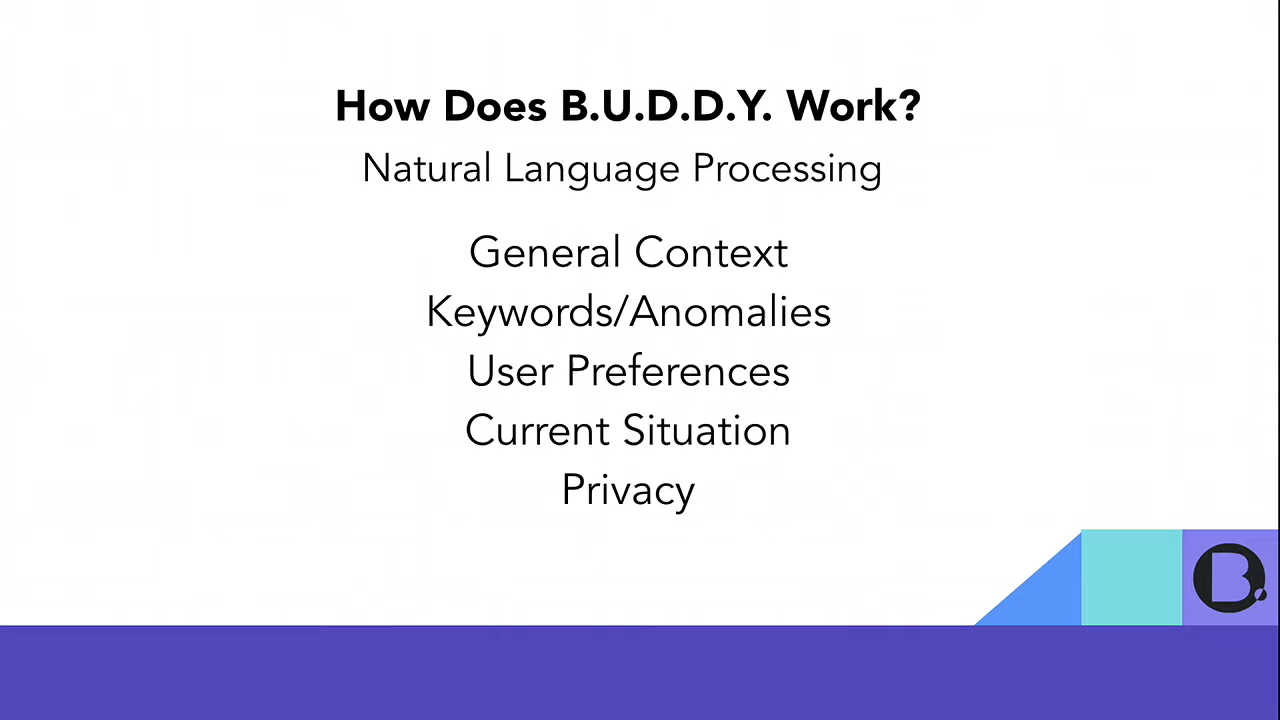 How Does B.U.D.D.Y. Work?
Natural Language Processing
General Context
Keywords/Anomalies
User Preferences
Current Situation
Privacy
B